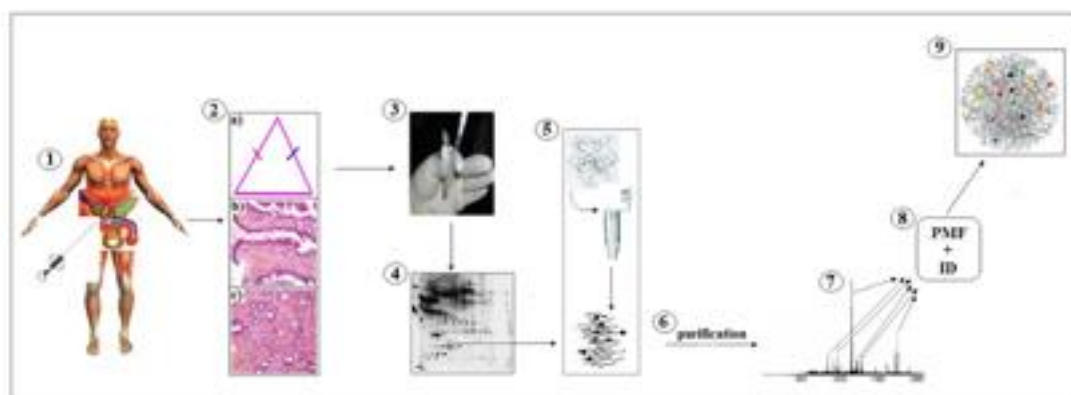 ①
②
a)
b)
c)
③
④
⑤
⑥
purification
⑦
⑧
PMF
+
ID
⑨